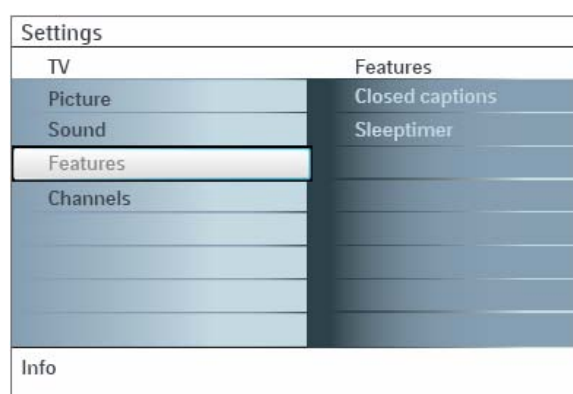 Settings
TV
Features
Picture
Closed captions
Sound
Sleeptimer
Features
Channels
Info